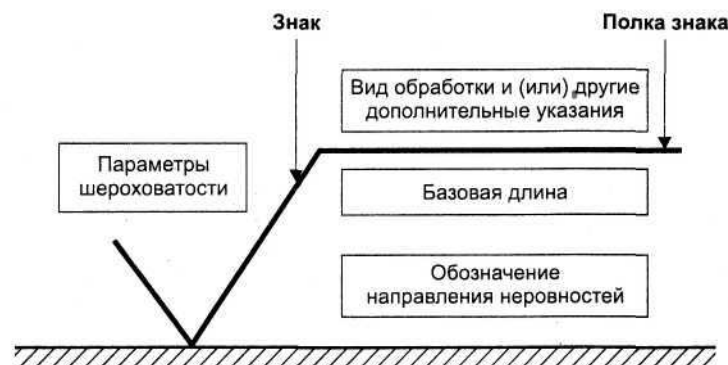 Знак
Полка знака
Вид обработки и (или) другие
дополнительные указания
Параметры
шероховатости
Базовая длина
Обозначение
направления неровностей